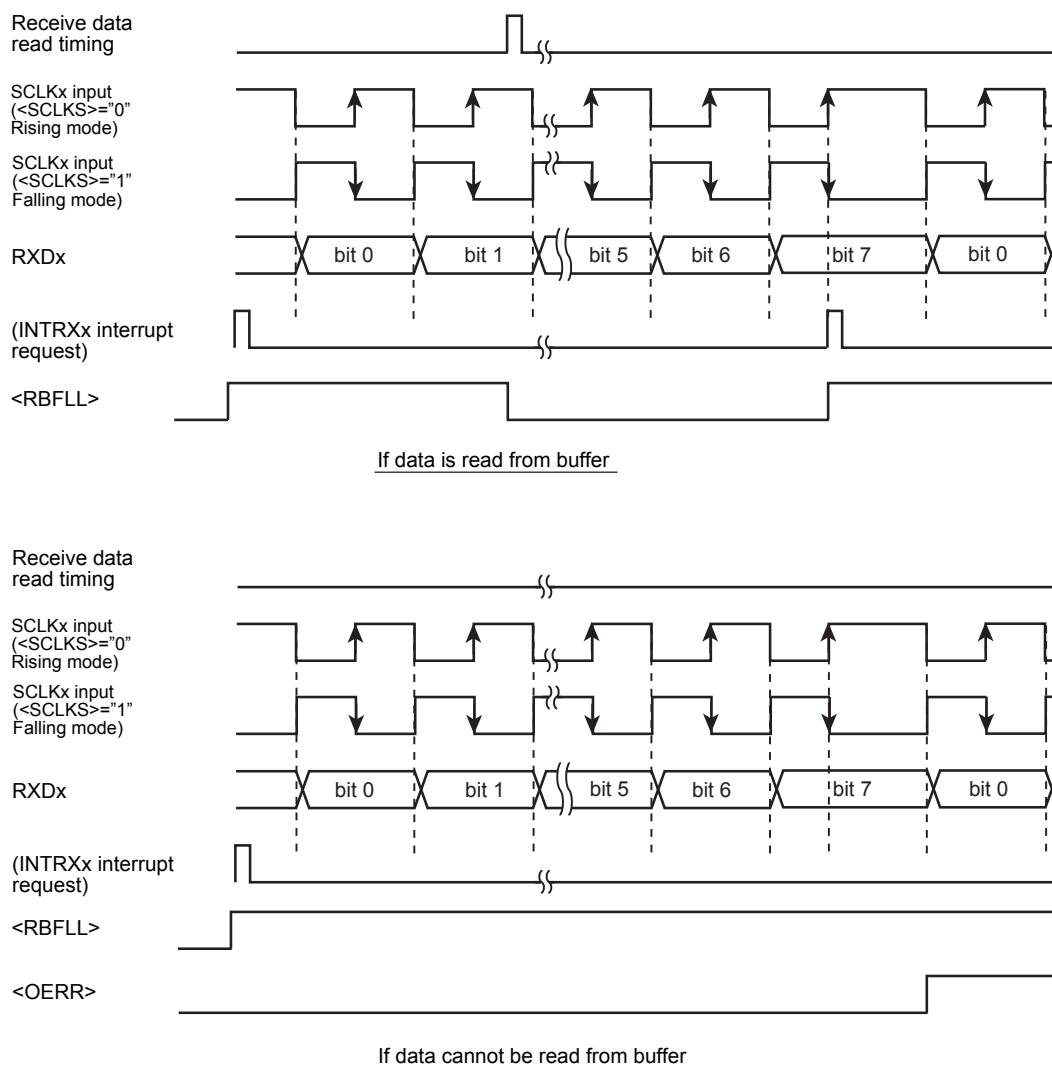 Receive data
read timing
SCLKx input
(<SCLKS>=”0”
Rising mode)
SCLKx input
(<SCLKS>=”1”
Falling mode)
RXDx
bit 0
bit 1
bit 5
bit 6
bit 7
bit 0
(INTRXx interrupt
request)
<RBFLL>
If data is read from buffer
Receive data
read timing
SCLKx input
(<SCLKS>=”0”
Rising mode)
SCLKx input
(<SCLKS>=”1”
Falling mode)
RXDx
bit 0
bit 1
bit 5
bit 6
bit 7
bit 0
(INTRXx interrupt
request)
<RBFLL>
<OERR>
If data cannot be read from buffer